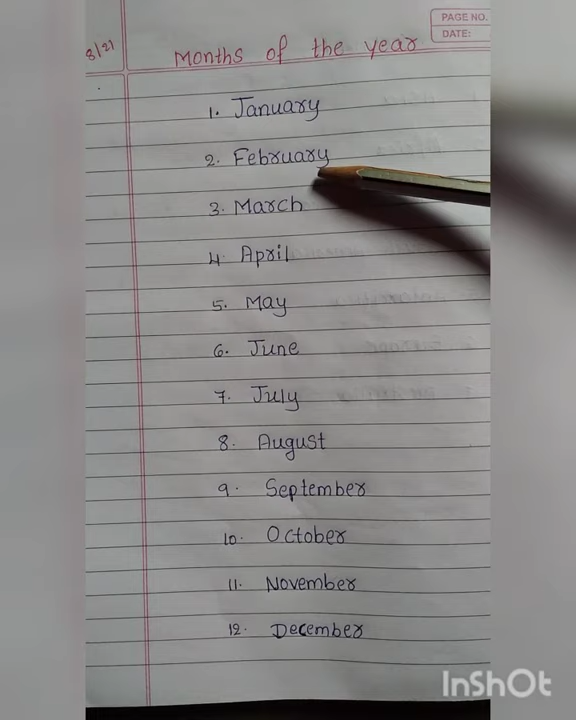 PAGE NO.
DATE:
8/21
Months of the year
1. January
2. February
3. March
4. April
5. May
6. June
7. July
8. August
9. September
10. October
11. November
12. December
InShOt